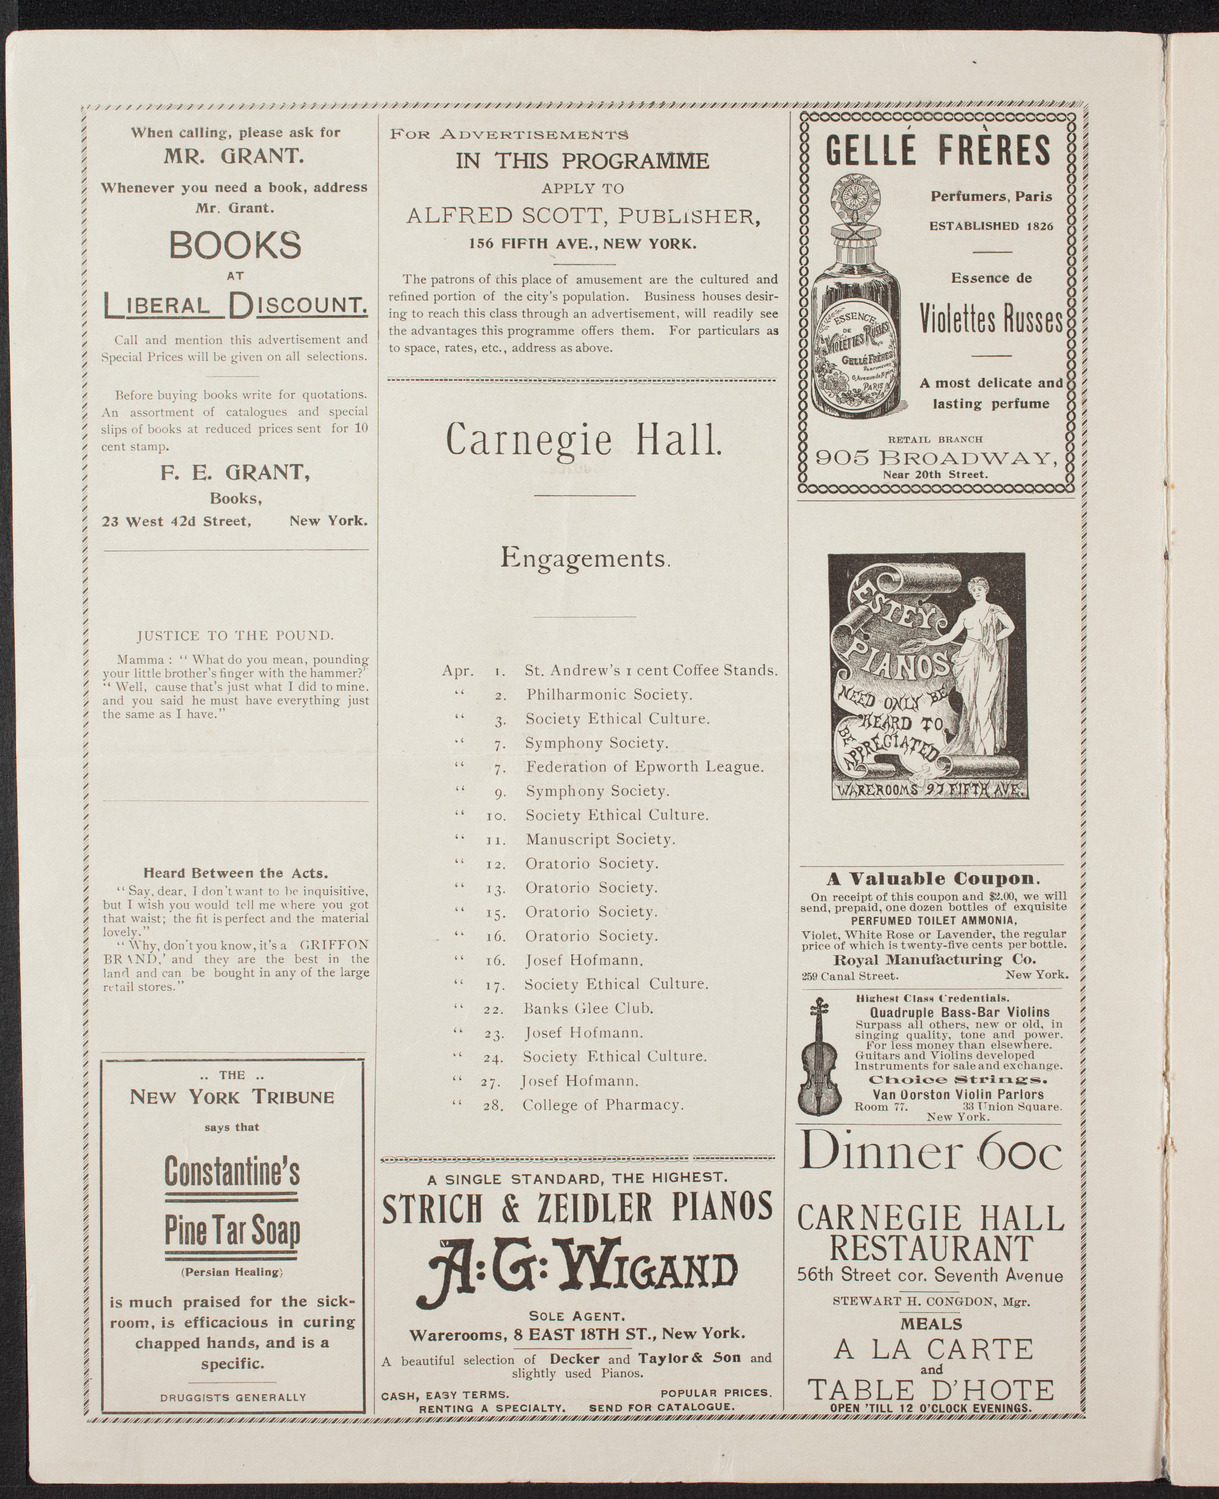 When calling, please ask for
MR. GRANT.
Whenever you need a book, address
Mr. Grant.
BOOKS
AT
LIBERAL DISCOUNT.
Call and mention this advertisement and
Special Prices will be given on all selections.
Before buying books write for quotations.
An assortment of catalogues and special
slips of books at reduced prices sent for 10
cent stamp.
F. E. GRANT,
Books,
23 West 42d Street, New York.
JUSTICE TO THE POUND.
Mamma : “ What do you mean, pounding
your little brother's finger with the hammer?”
“ Well, cause that's just what I did to mine,
and you said he must have everything just
the same as I have.”
Heard Between the Acts.
“ Say, dear, I don't want to be inquisitive,
but I wish you would tell me where you got
that waist; the fit is perfect and the material
lovely.”
“ Why, don't you know, it's a GRIFFON
BRAND,' and they are the best in the
land and can be bought in any of the large
retail stores.”
.. THE ..
NEW YORK TRIBUNE
says that
Constantine's
Pine Tar Soap
(Persian Healing)
is much praised for the sick-
room, is efficacious in curing
chapped hands, and is a
specific.
DRUGGISTS GENERALLY
FOR ADVERTISEMENTS
IN THIS PROGRAMME
APPLY TO
ALFRED SCOTT, PUBLISHER,
156 FIFTH AVE., NEW YORK.
The patrons of this place of amusement are the cultured and
refined portion of the city's population. Business houses desir-
ing to reach this class through an advertisement, will readily see
the advantages this programme offers them. For particulars as
to space, rates, etc., address as above.
Carnegie Hall.
Engagements.
Apr. 1. St. Andrew's 1 cent Coffee Stands.
“ 2. Philharmonic Society.
“ 3. Society Ethical Culture.
“ 7. Symphony Society.
“ 7. Federation of Epworth League.
“ 9. Symphony Society.
“ 10. Society Ethical Culture.
“ 11. Manuscript Society.
“ 12. Oratorio Society.
“ 13. Oratorio Society.
“ 15. Oratorio Society.
“ 16. Oratorio Society.
“ 16. Josef Hofmann.
“ 17. Society Ethical Culture.
“ 22. Banks Glee Club.
“ 23. Josef Hofmann.
“ 24. Society Ethical Culture.
“ 27. Josef Hofmann.
“ 28. College of Pharmacy.
A SINGLE STANDARD, THE HIGHEST.
STRICH & ZEIDLER PIANOS
A:G:WIGAND
SOLE AGENT.
Warerooms, 8 EAST 18TH ST., New York.
A beautiful selection of Decker and Taylor & Son and
slightly used Pianos.
CASH, EASY TERMS. POPULAR PRICES.
RENTING A SPECIALTY. SEND FOR CATALOGUE.
GELLÉ FRÈRES
Perfumers, Paris
ESTABLISHED 1826
Essence de
Violettes Russes
A most delicate and
lasting perfume
ESSENCE
DE
VIOLETTES RUSSES
GELLÉ FRÈRES
PARIS
RETAIL BRANCH
905 BROADWAY,
Near 20th Street.
ESTEY
PIANOS
NEED ONLY BE
HEARD TO
BE
APPRECIATED
WAREROOMS 97 FIFTH AVE.
A Valuable Coupon.
On receipt of this coupon and $2.00, we will
send, prepaid, one dozen bottles of exquisite
PERFUMED TOILET AMMONIA,
Violet, White Rose or Lavender, the regular
price of which is twenty-five cents per bottle.
Royal Manufacturing Co.
259 Canal Street. New York.
Highest Class Credentials.
Quadruple Bass-Bar Violins
Surpass all others, new or old, in
singing quality, tone and power.
For less money than elsewhere.
Guitars and Violins developed
Instruments for sale and exchange.
Choice Strings.
Van Oorston Violin Parlors
Room 77. 33 Union Square.
New York.
Dinner 60c
CARNEGIE HALL
RESTAURANT
56th Street cor. Seventh Avenue
STEWART H. CONGDON, Mgr.
MEALS
A LA CARTE
and
TABLE D'HOTE
OPEN 'TILL 12 O'CLOCK EVENINGS.